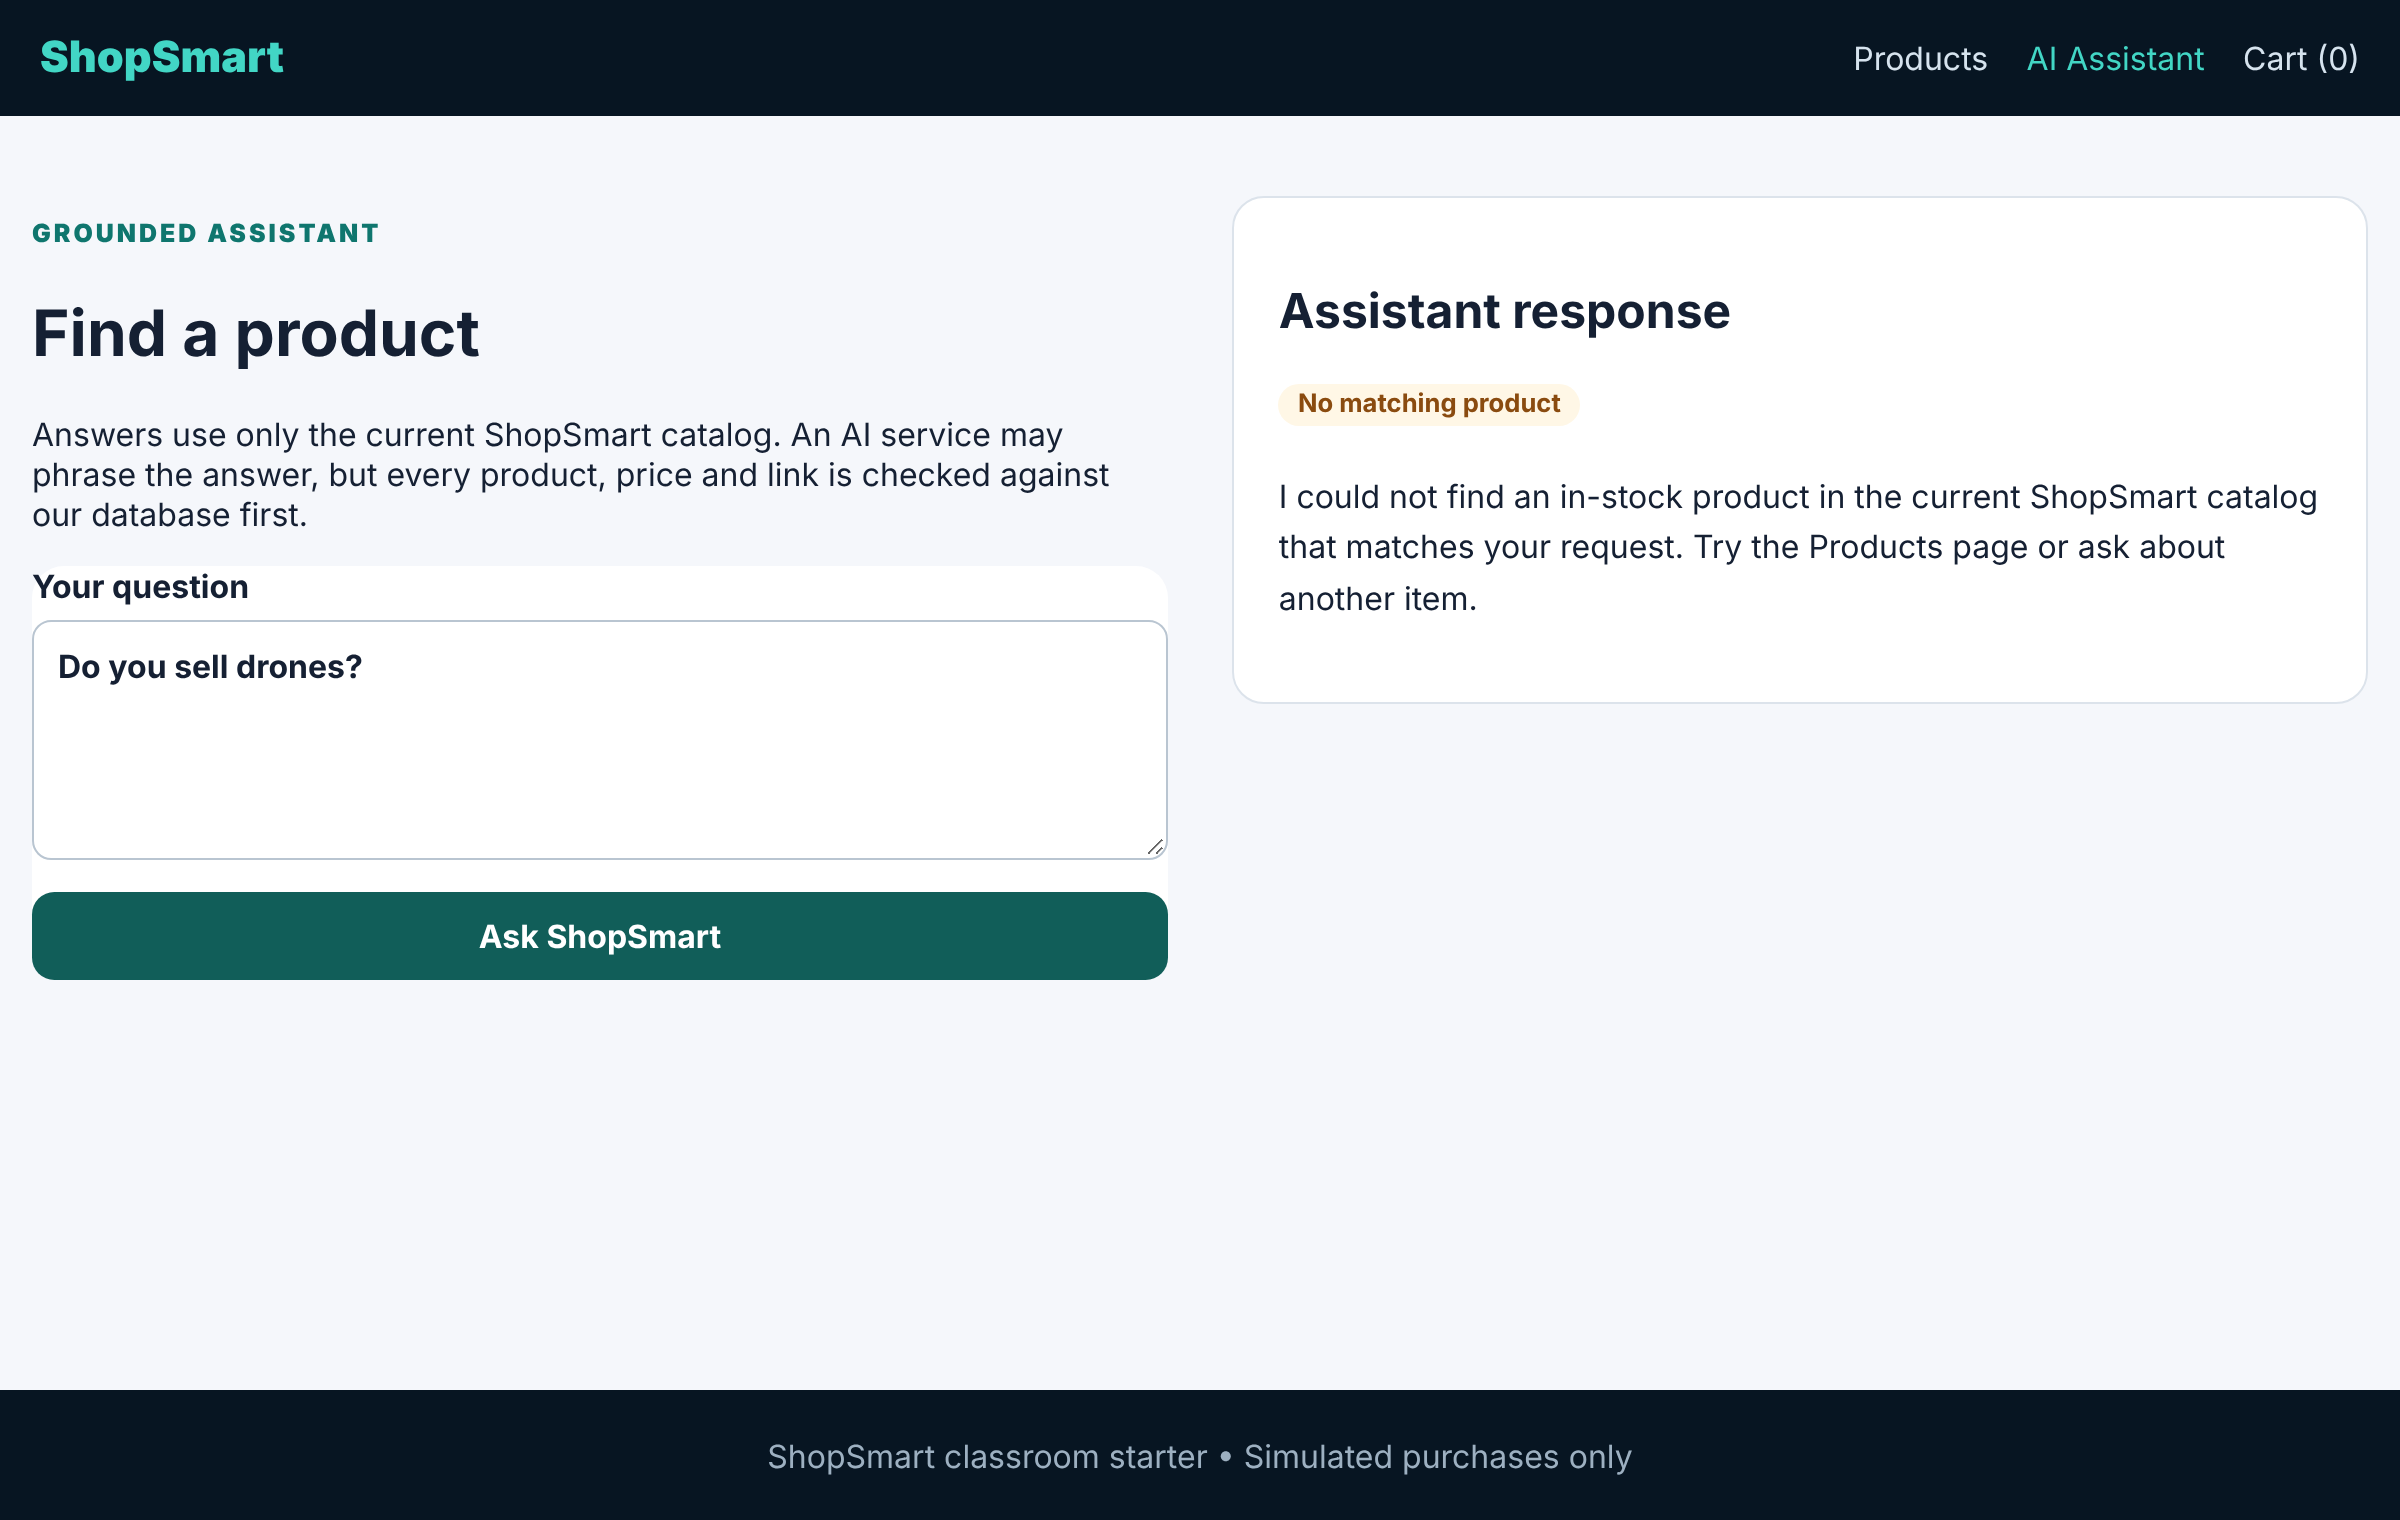 ShopSmart
Products
AI Assistant
Cart (0)
GROUNDED ASSISTANT
Find a product
Answers use only the current ShopSmart catalog. An AI service may
phrase the answer, but every product, price and link is checked against
our database first.
Your question
Do you sell drones?
Ask ShopSmart
Assistant response
No matching product
I could not find an in-stock product in the current ShopSmart catalog
that matches your request. Try the Products page or ask about
another item.
ShopSmart classroom starter • Simulated purchases only